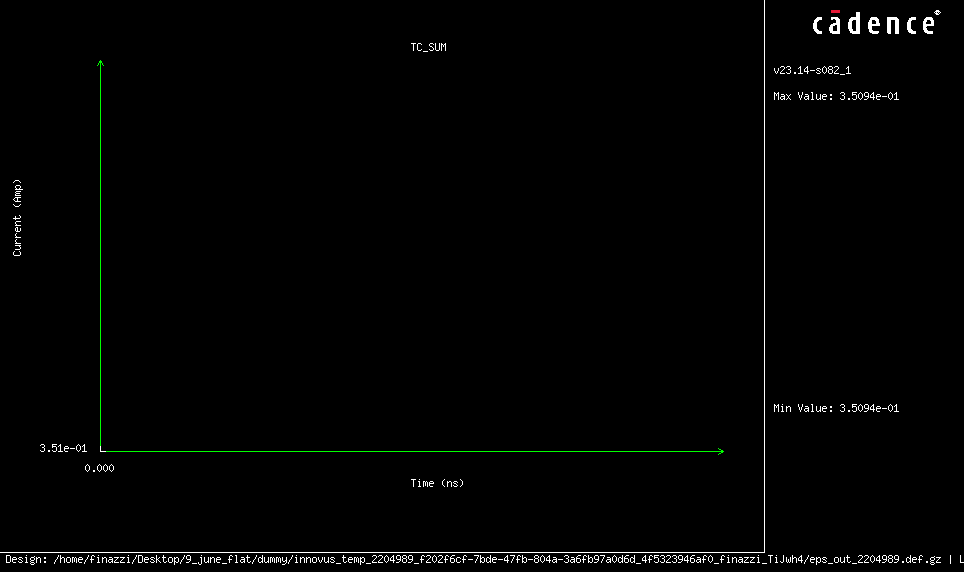 cādence®
TC_SUM
v23.14-s082_1
Max Value: 3.5094e-01
Current (Amp)
Min Value: 3.5094e-01
3.51e-01
0.000
Time (ns)
Design: /home/finazzi/Desktop/9_june_flat/dummy/innovus_temp_2204989_f202f6cf-7bde-47fb-804a-3a6fb97a0d6d_4f5323946af0_finazzi_TiJwh4/eps_out_2204989.def.gz | L